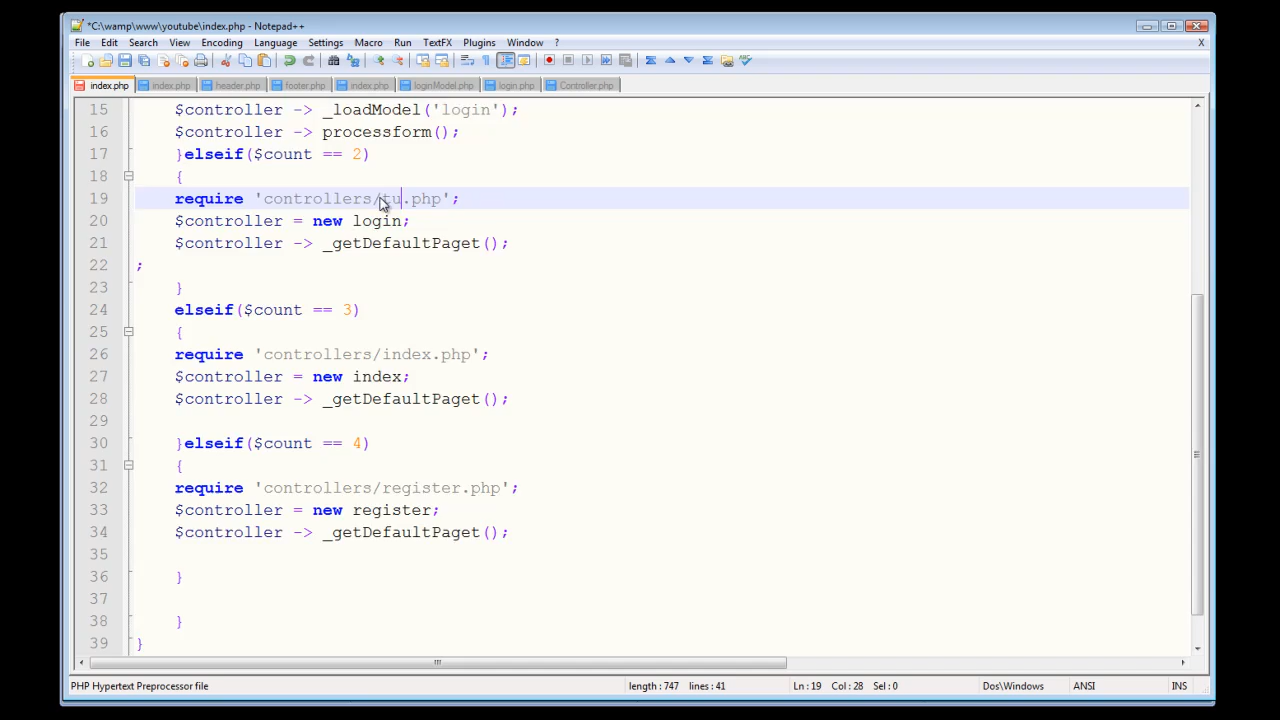 *C:\wamp\www\youtube\index.php - Notepad++
File Edit Search View Encoding Language Settings Macro Run TextFX Plugins Window ? X
index.php index.php header.php footer.php index.php loginModel.php login.php Controller.php
15 $controller -> _loadModel('login');
16 $controller -> processform();
17 }elseif($count == 2)
18 {
19 require 'controllers/tu.php';
20 $controller = new login;
21 $controller -> _getDefaultPaget();
22 ;
23 }
24 elseif($count == 3)
25 {
26 require 'controllers/index.php';
27 $controller = new index;
28 $controller -> _getDefaultPaget();
29
30 }elseif($count == 4)
31 {
32 require 'controllers/register.php';
33 $controller = new register;
34 $controller -> _getDefaultPaget();
35
36 }
37
38 }
39 }
PHP Hypertext Preprocessor file length : 747 lines : 41 Ln : 19 Col : 28 Sel : 0 Dos\Windows ANSI INS